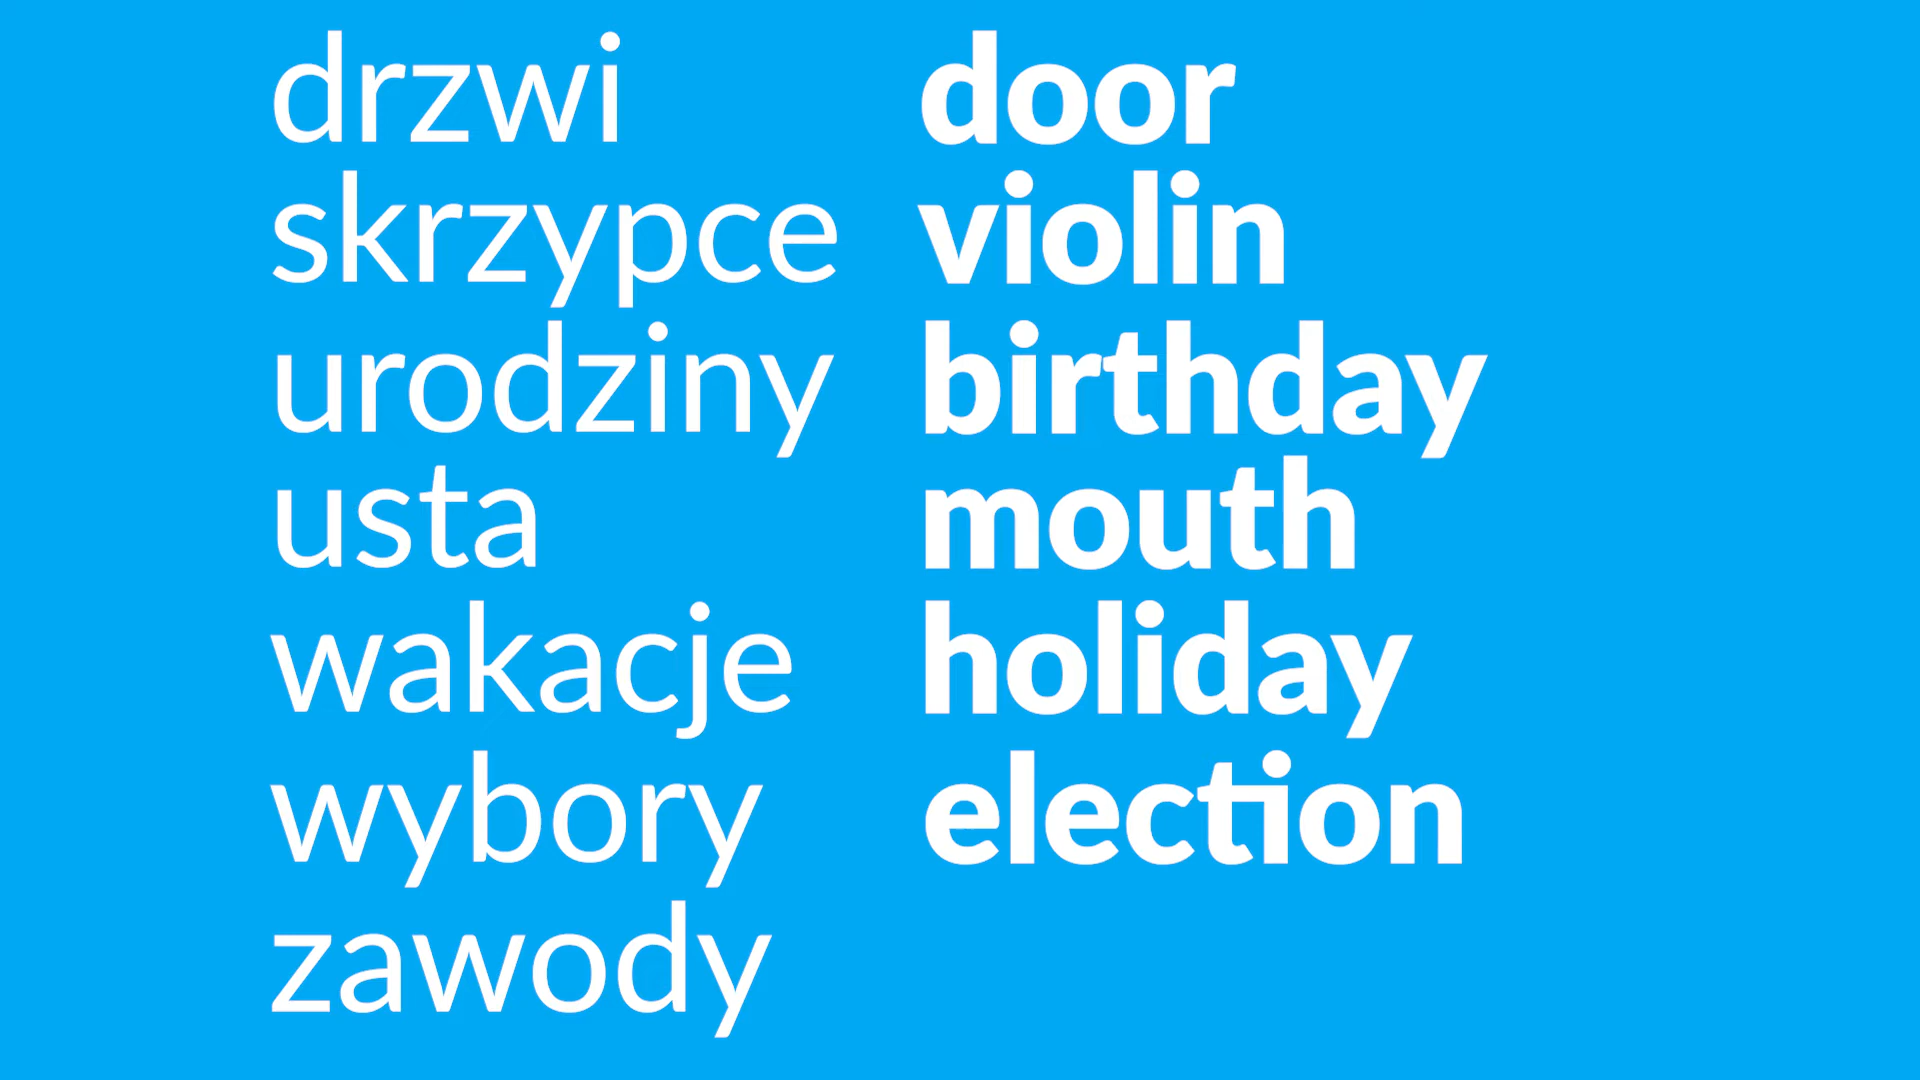 drzwi door
skrzypce violin
urodziny birthday
usta mouth
wakacje holiday
wybory election
zawody